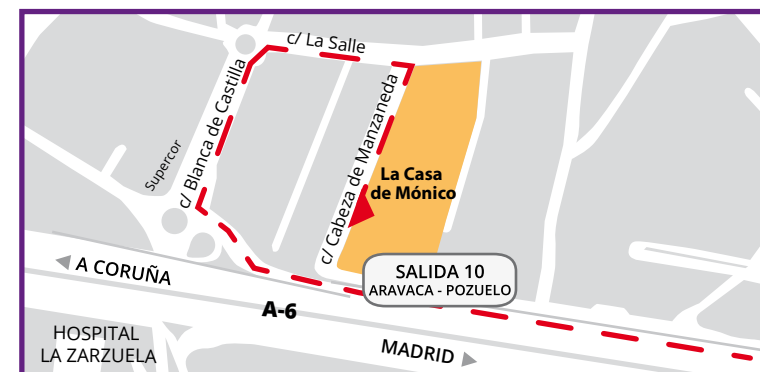 c/ La Salle
c/ Blanca de Castilla
Supercor
c/ Cabeza de Manzaneda
La Casa
de Mónico
A CORUÑA
SALIDA 10
ARAVACA - POZUELO
A-6
HOSPITAL
LA ZARZUELA
MADRID